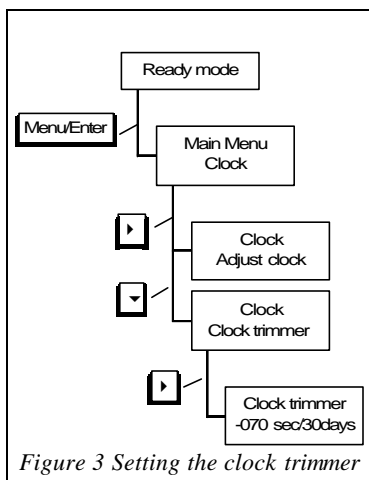 Ready mode
Menu/Enter
Main Menu
Clock
Clock
Adjust clock
Clock
Clock trimmer
Clock trimmer
-070 sec/30days
Figure 3 Setting the clock trimmer